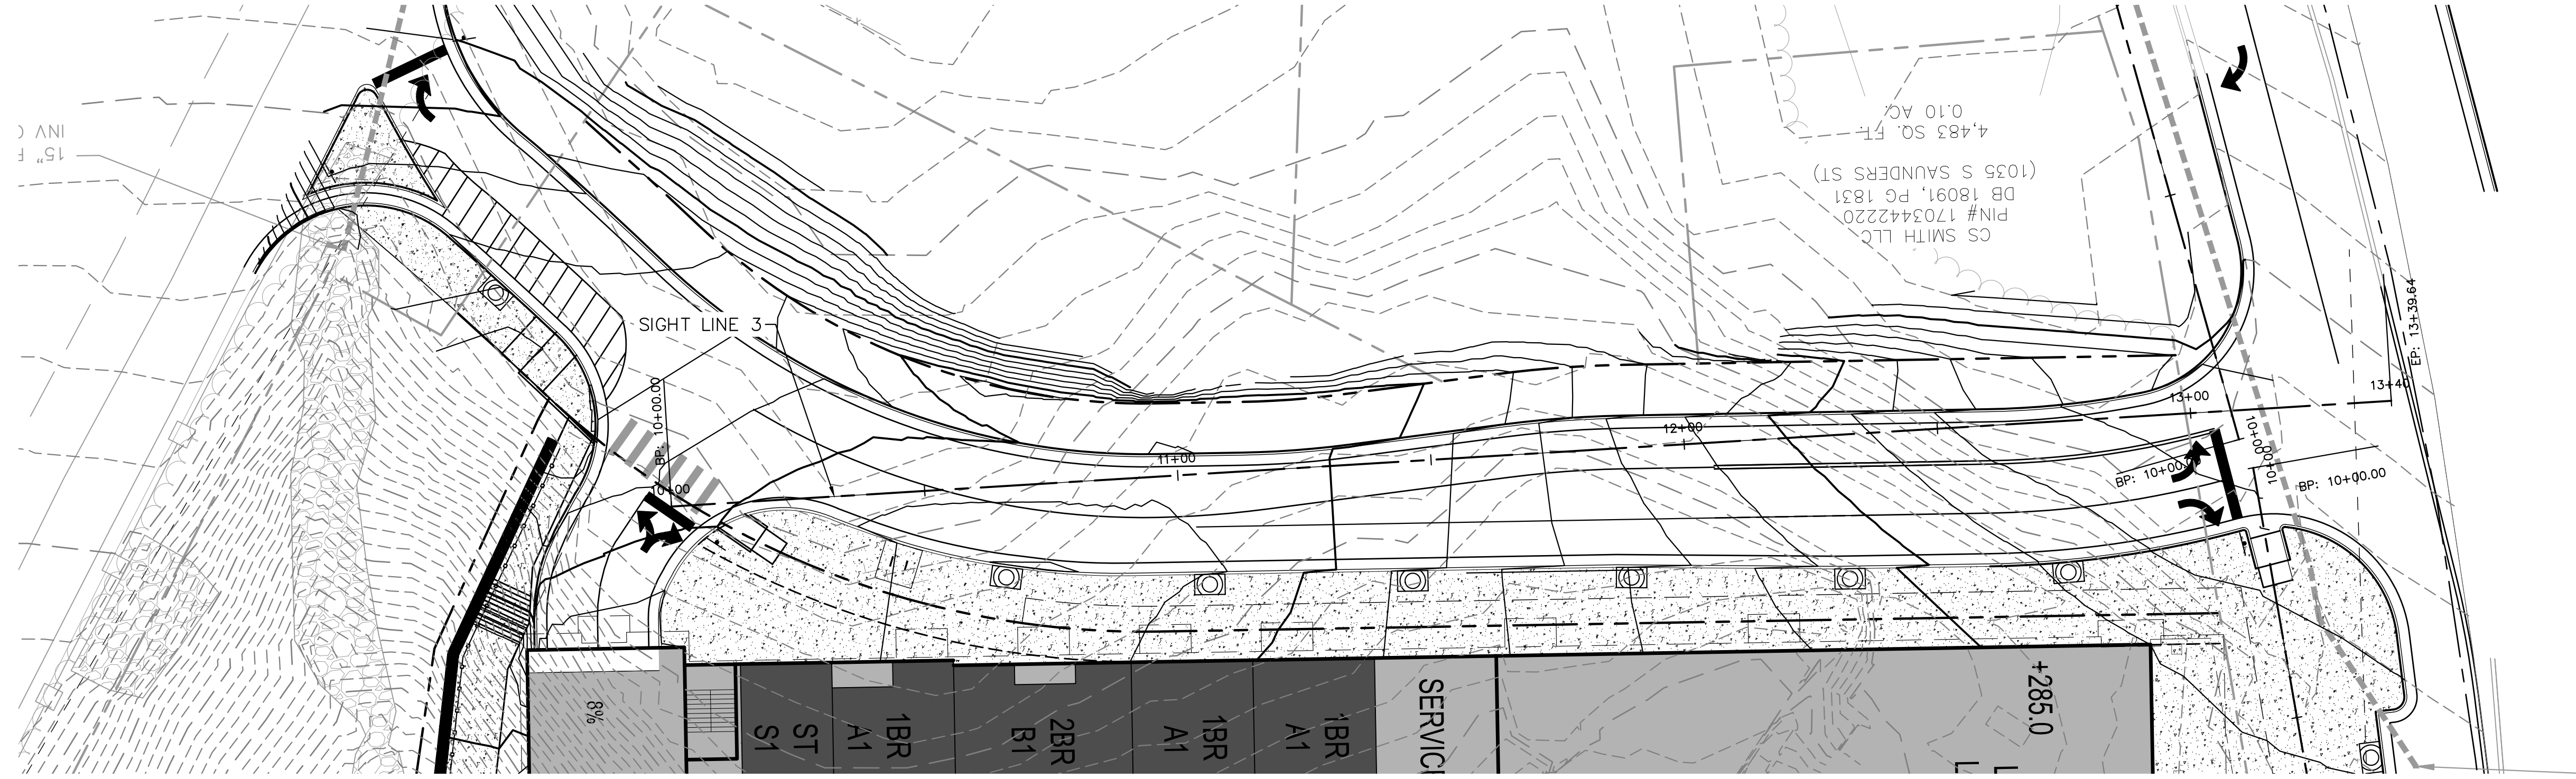 INV
15"
0.10 AC.
4,483 SQ. FT.
(1035 S SAUNDERS ST)
DB 18091, PG 1831
PIN# 1703442220
CS SMITH LLC
SIGHT LINE 3
BP: 10+00.00
10+00
11+00
12+00
13+00
13+40
EP: 13+39.64
BP: 10+00.
10+00
10+
BP: 10+00.00
8%
ST
S1
1BR
A1
2BR
B1
1BR
A1
1BR
A1
+285.0